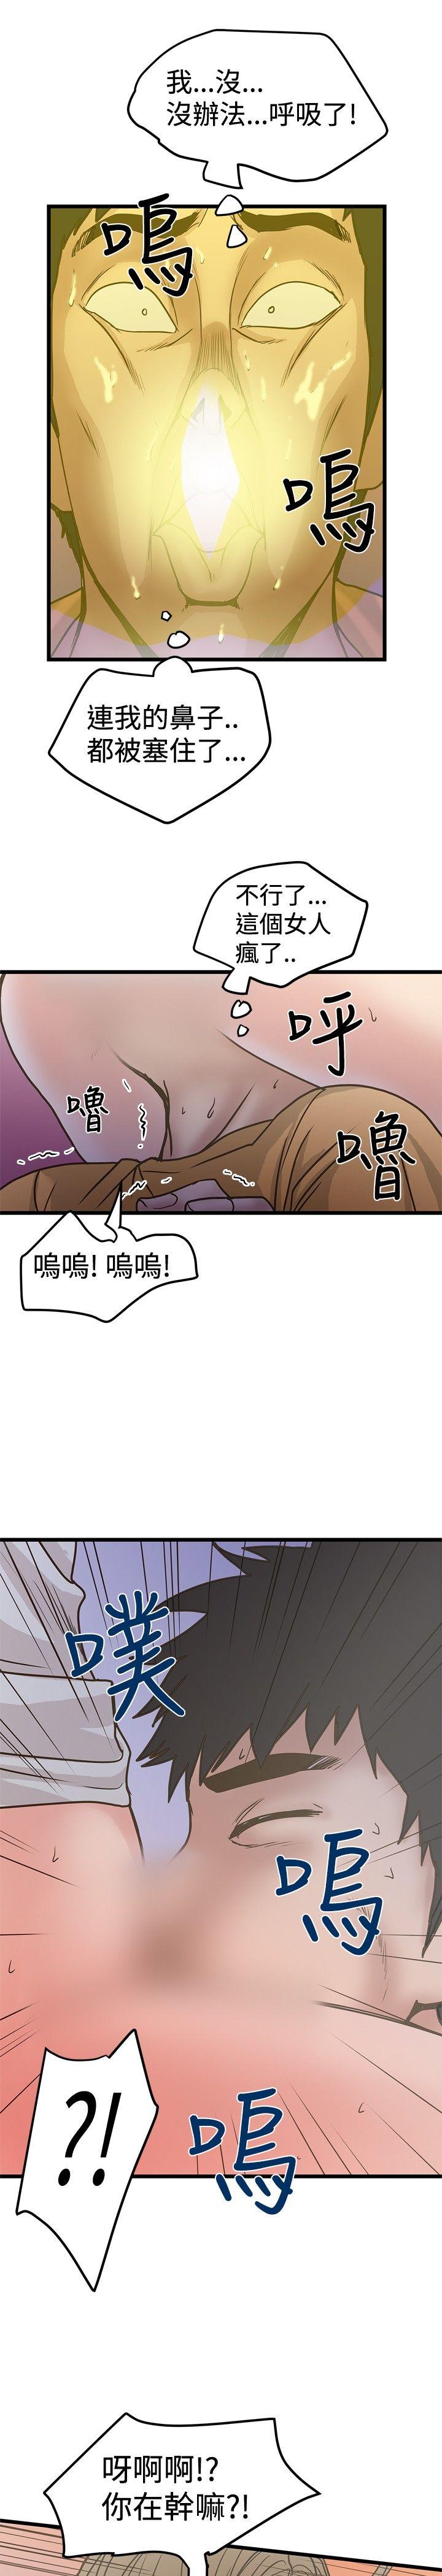 我...沒...
沒辦法...呼吸了!
嗚
嗚
連我的鼻子..
都被塞住了...
不行了...
這個女人
瘋了..
呼
嚕
嚕
嗚嗚! 嗚嗚!
噗
嗚
?!
嗚
呀啊啊!?
你在幹嘛?!